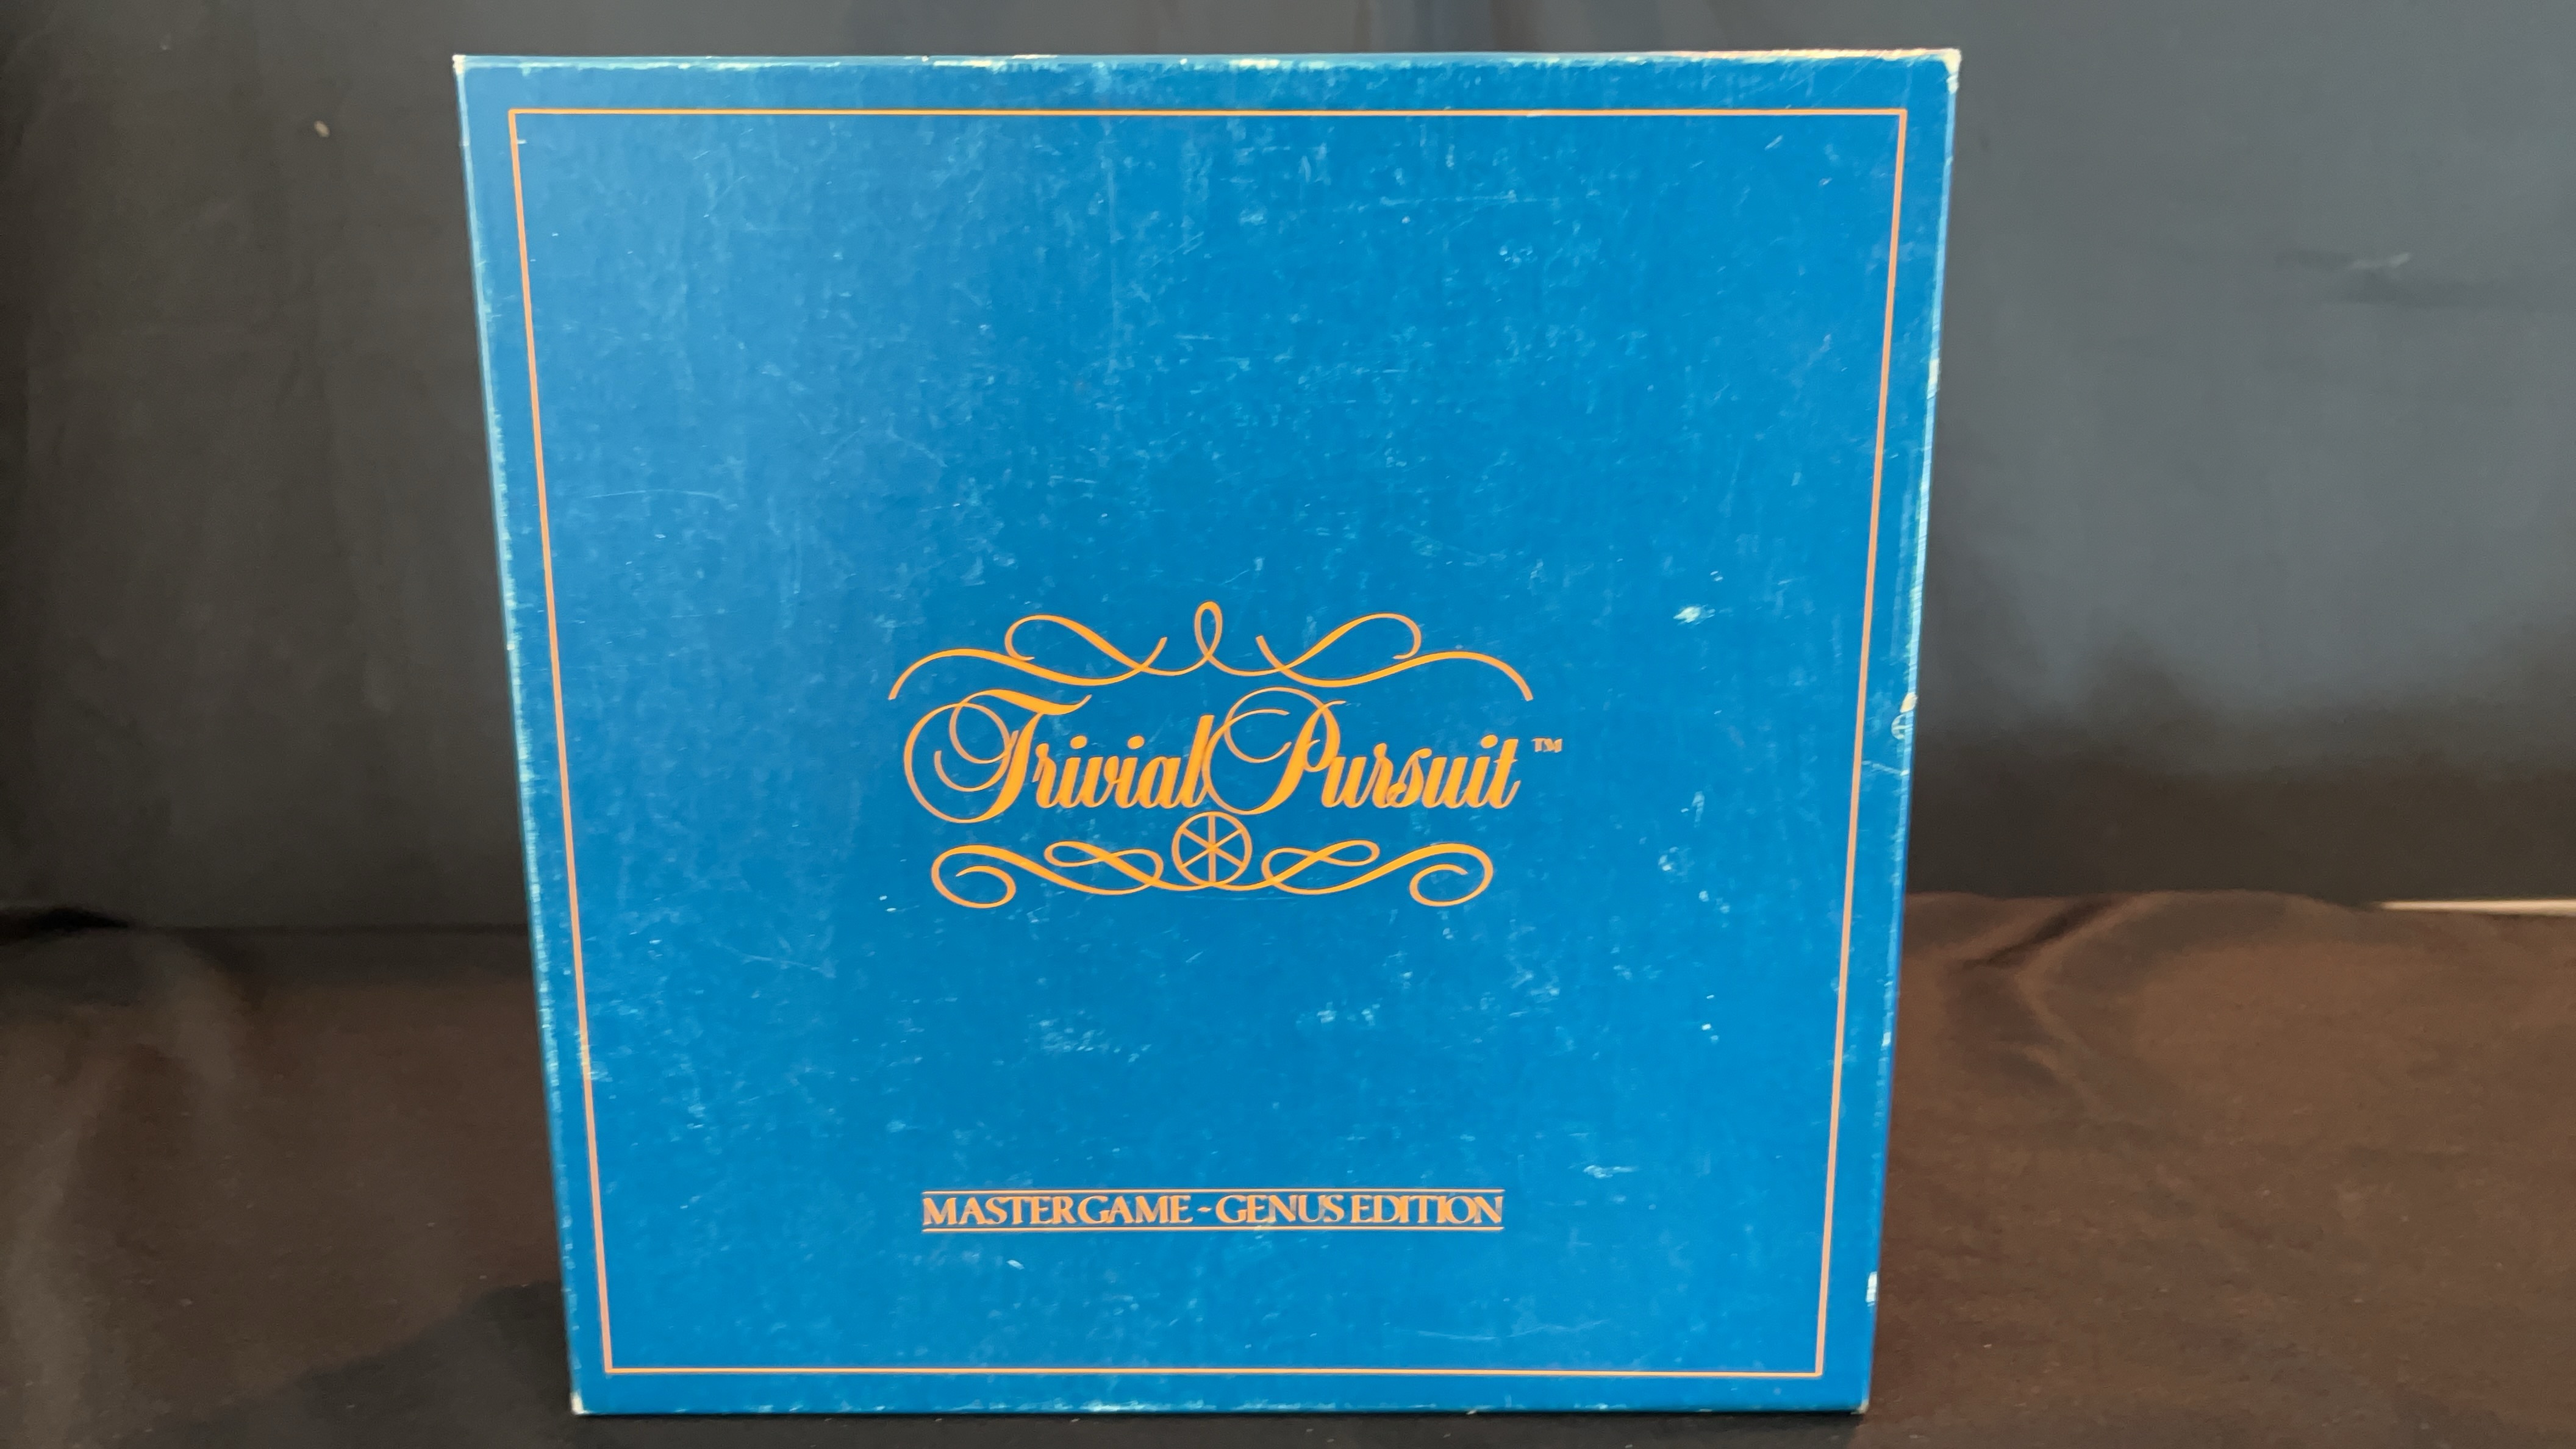 Trivial Pursuit™
MASTER GAME - GENUS EDITION